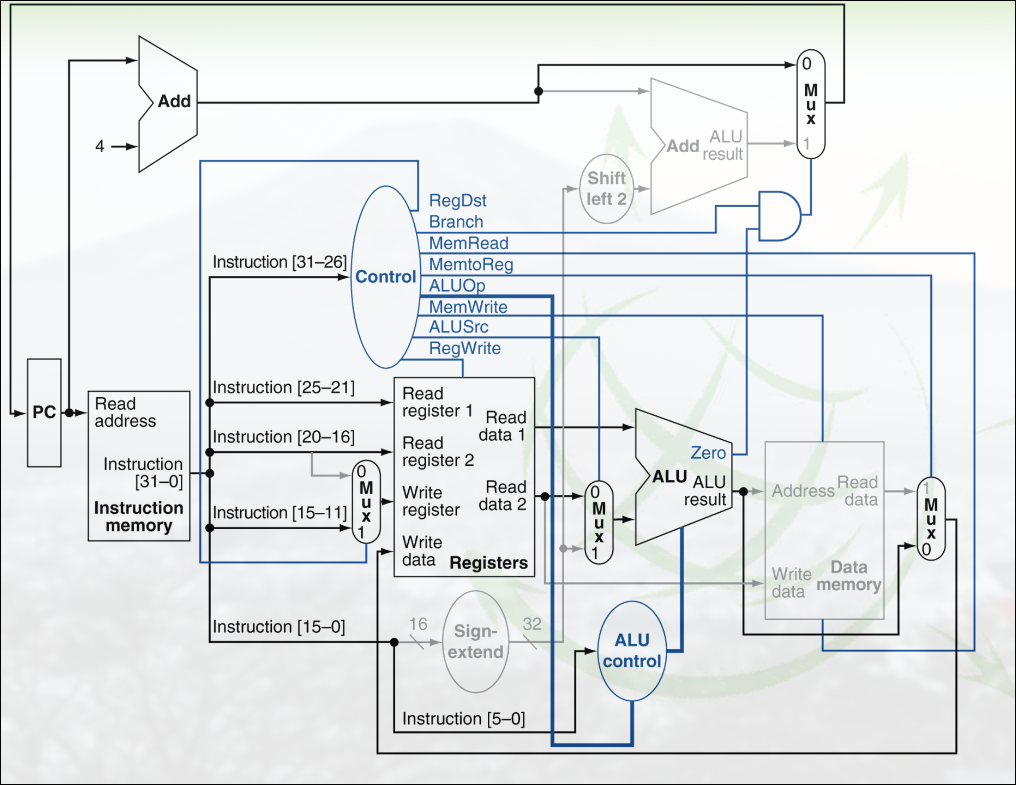 Add
4
0
M
u
x
1
Add
ALU
result
Shift
left 2
RegDst
Branch
MemRead
MemtoReg
ALUOp
MemWrite
ALUSrc
RegWrite
Control
Instruction [31–26]
PC
Read
address
Instruction
[31–0]
Instruction
memory
Instruction [25–21]
Instruction [20–16]
0
M
u
x
1
Instruction [15–11]
Instruction [15–0]
Read
register 1
Read
data 1
Read
register 2
Write
register
Read
data 2
Write
data
Registers
0
M
u
x
1
Zero
ALU
ALU
result
Address
Read
data
Write
data
Data
memory
1
M
u
x
0
16
Sign-
extend
32
ALU
control
Instruction [5–0]